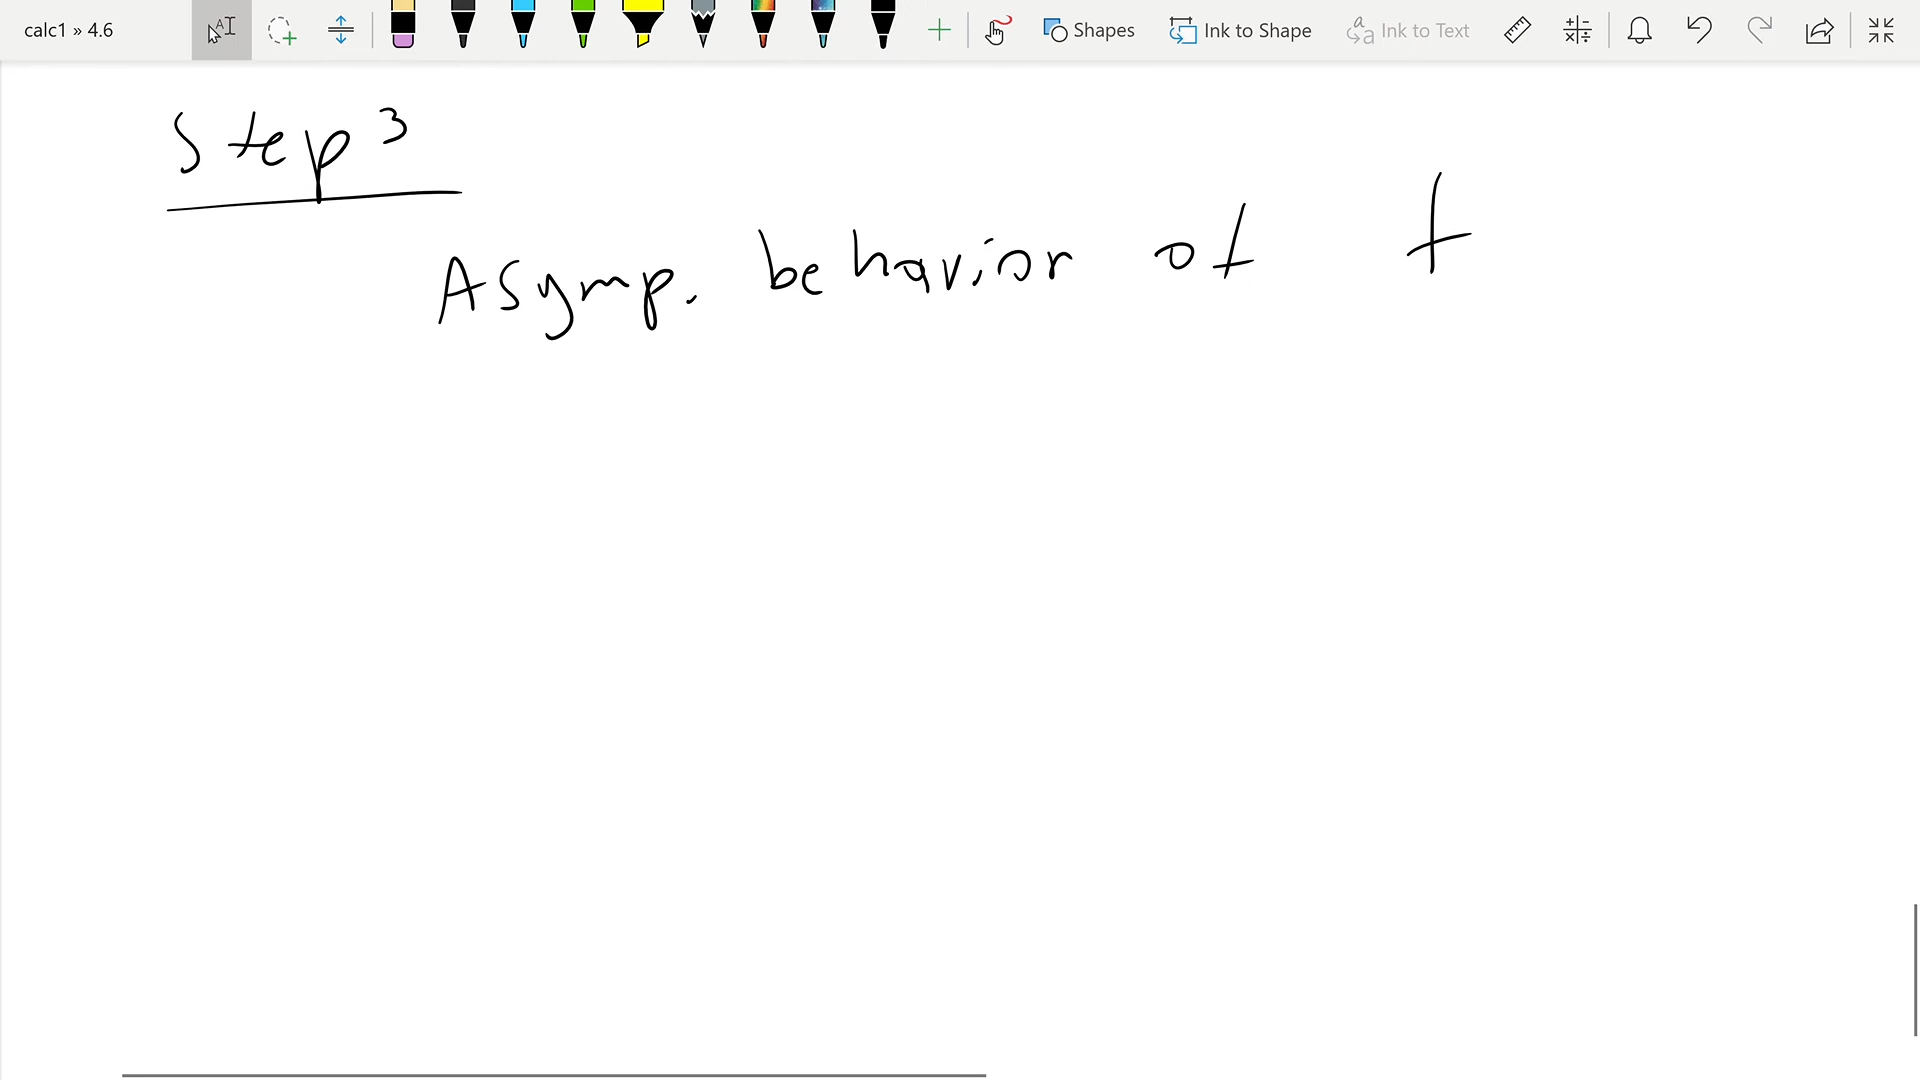 calc1 » 4.6 Shapes Ink to Shape Ink to Text
Step 3
Asymp. behavior of f